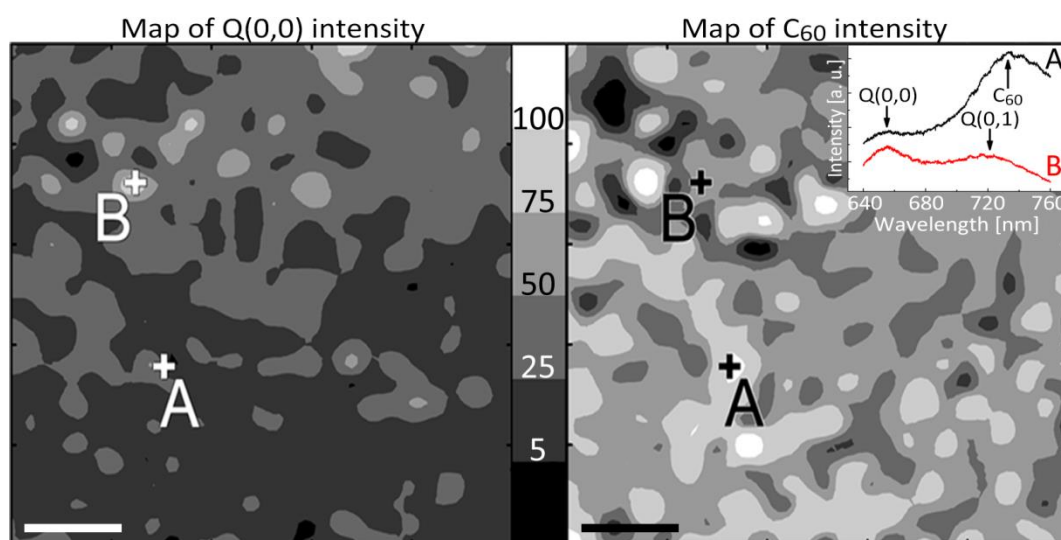 Map of Q(0,0) intensity
Map of C60 intensity
B
A
100
75
50
25
5
B
A
Intensity [a. u.]
Q(0,0)
C60
Q(0,1)
A
B
640 680 720 760
Wavelength [nm]